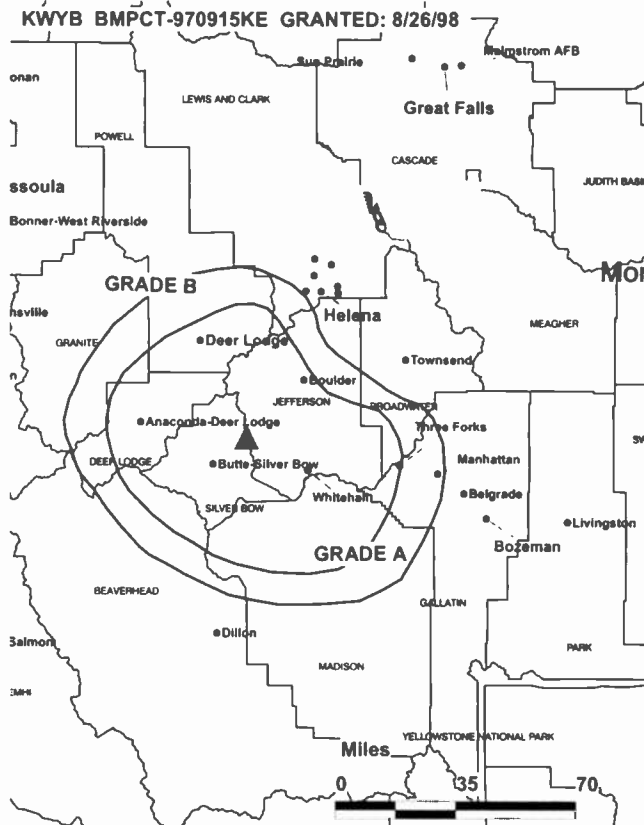 KWYB BMPCT-970915KE GRANTED: 8/26/98
onan
Sun Prairie
Malmstrom AFB
LEWIS AND CLARK
Great Falls
POWELL
CASCADE
JUDITH BASI
ssoula
Bonner-West Riverside
GRADE B
Mor
Helena
nsville
GRANITE
Deer Lodge
MEAGHER
Townsend
Boulder
JEFFERSON
BROADWATER
Anaconda-Deer Lodge
Three Forks
DEER LODGE
Butte-Silver Bow
Manhattan
Whitehall
Belgrade
SILVER BOW
Livingston
Bozeman
GRADE A
BEAVERHEAD
GALLATIN
Dillon
Salmon
PARK
MADISON
EMHI
YELLOWSTONE NATIONAL PARK
Miles
0 35 70